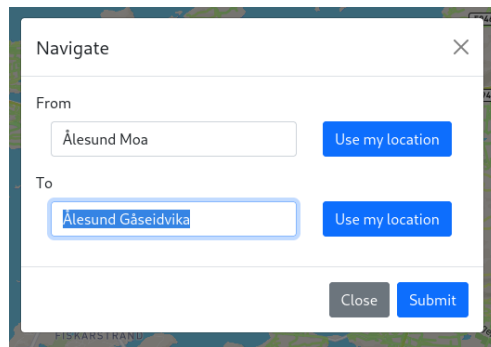 Navigate
From
Ålesund Moa
Use my location
To
Ålesund Gåseidvika
Use my location
Close
Submit
FISKARSTRAND